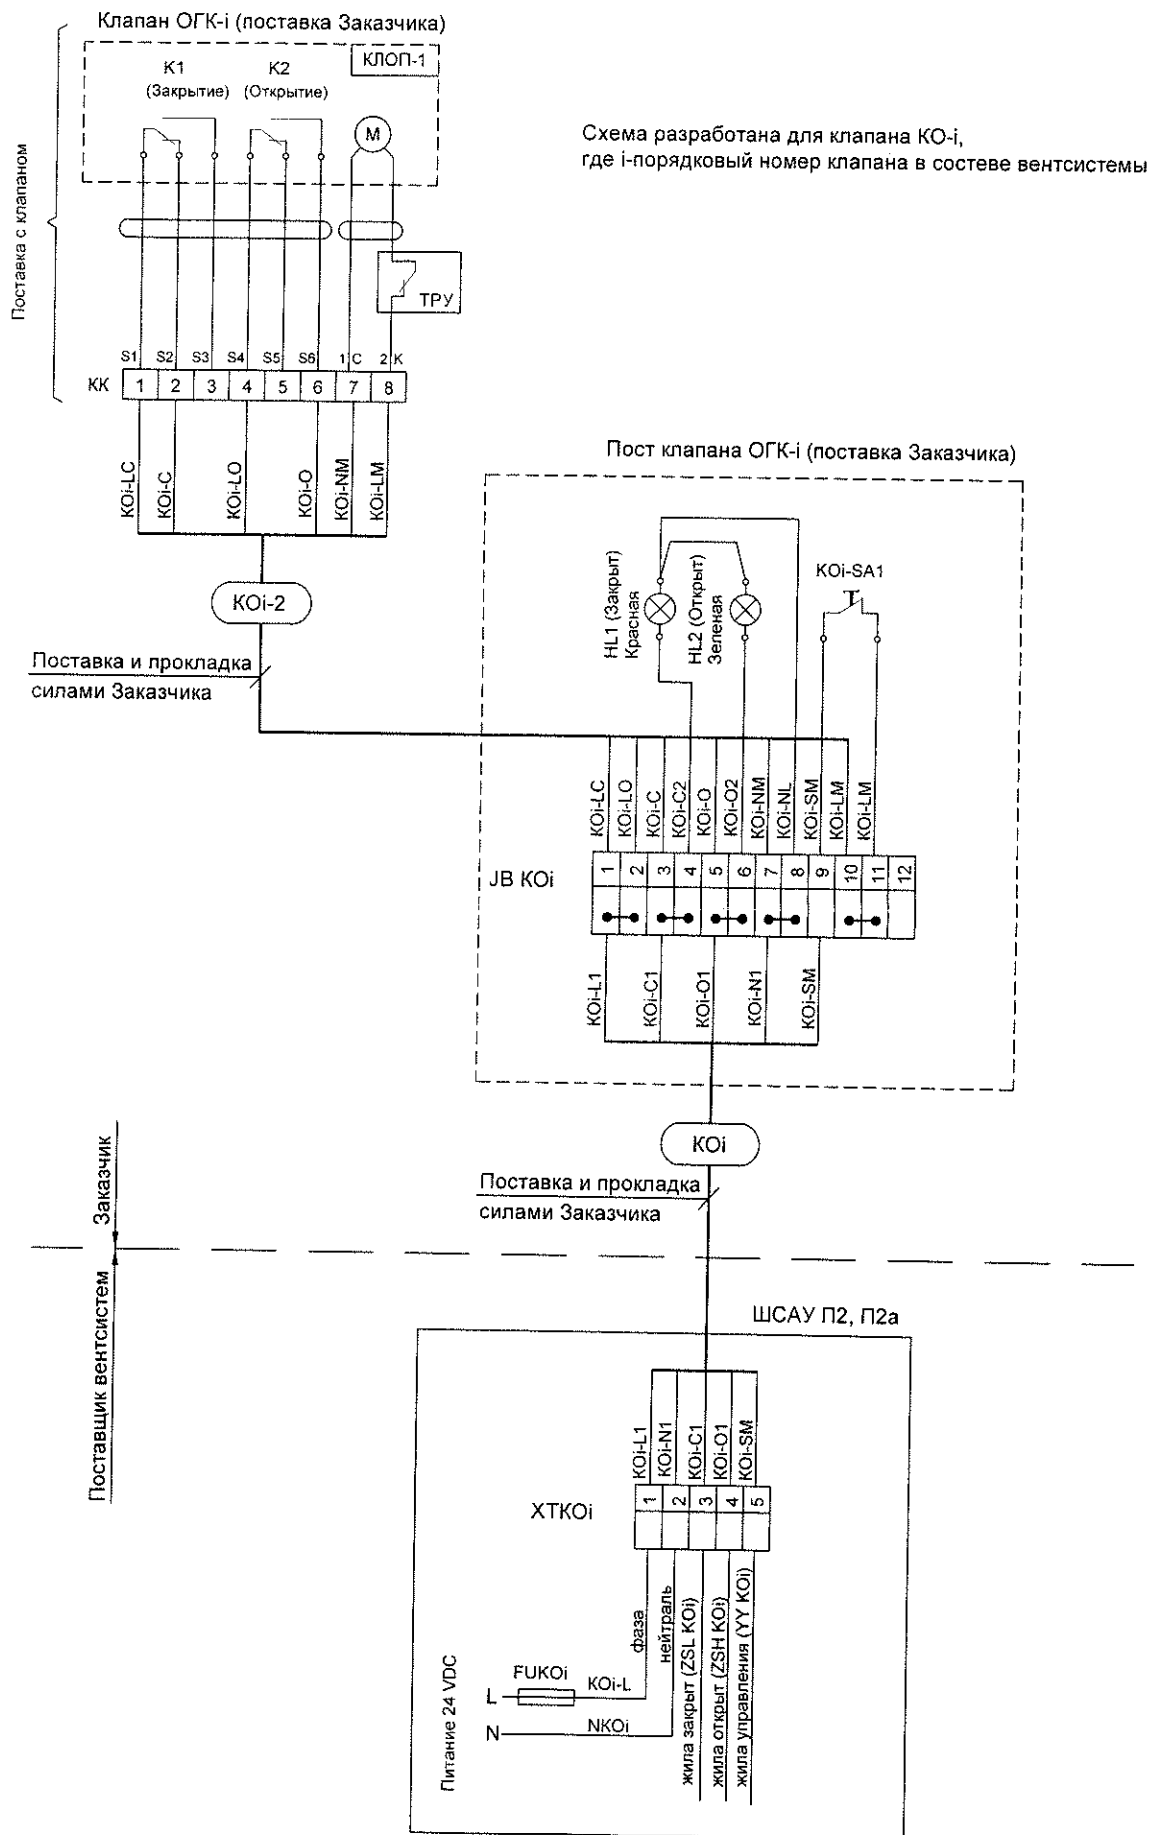 Клапан ОГК-i (поставка Заказчика)
КЛОП-1
К1
(Закрытие)
К2
(Открытие)
М
Схема разработана для клапана КО-i,
где i-порядковый номер клапана в состеве вентсистемы
Поставка с клапаном
ТРУ
S1 S2 S3 S4 S5 S6 1 С 2 К
КК 1 2 3 4 5 6 7 8
KOi-LC
KOi-C
KOi-LO
KOi-O
KOi-NM
KOi-LM
KOi-2
Поставка и прокладка
силами Заказчика
Пост клапана ОГК-i (поставка Заказчика)
HL1 (Закрыт)
Красная
HL2 (Открыт)
Зеленая
KOi-SA1
KOi-LC
KOi-LO
KOi-C
KOi-C2
KOi-O
KOi-O2
KOi-NM
KOi-NL
KOi-SM
KOi-LM
KOi-LM
JB KOi
1 2 3 4 5 6 7 8 9 10 11 12
KOi-L1
KOi-C1
KOi-O1
KOi-N1
KOi-SM
KOi
Поставка и прокладка
силами Заказчика
Заказчик
Поставщик вентсистем
ШСАУ П2, П2а
KOi-L1
KOi-N1
KOi-C1
KOi-O1
KOi-SM
XTKOi
1 2 3 4 5
фаза
нейтраль
жила закрыт (ZSL KOi)
жила открыт (ZSH KOi)
жила управления (YY KOi)
Питание 24 VDC
L
FUKOi
KOi-L
N
NKOi